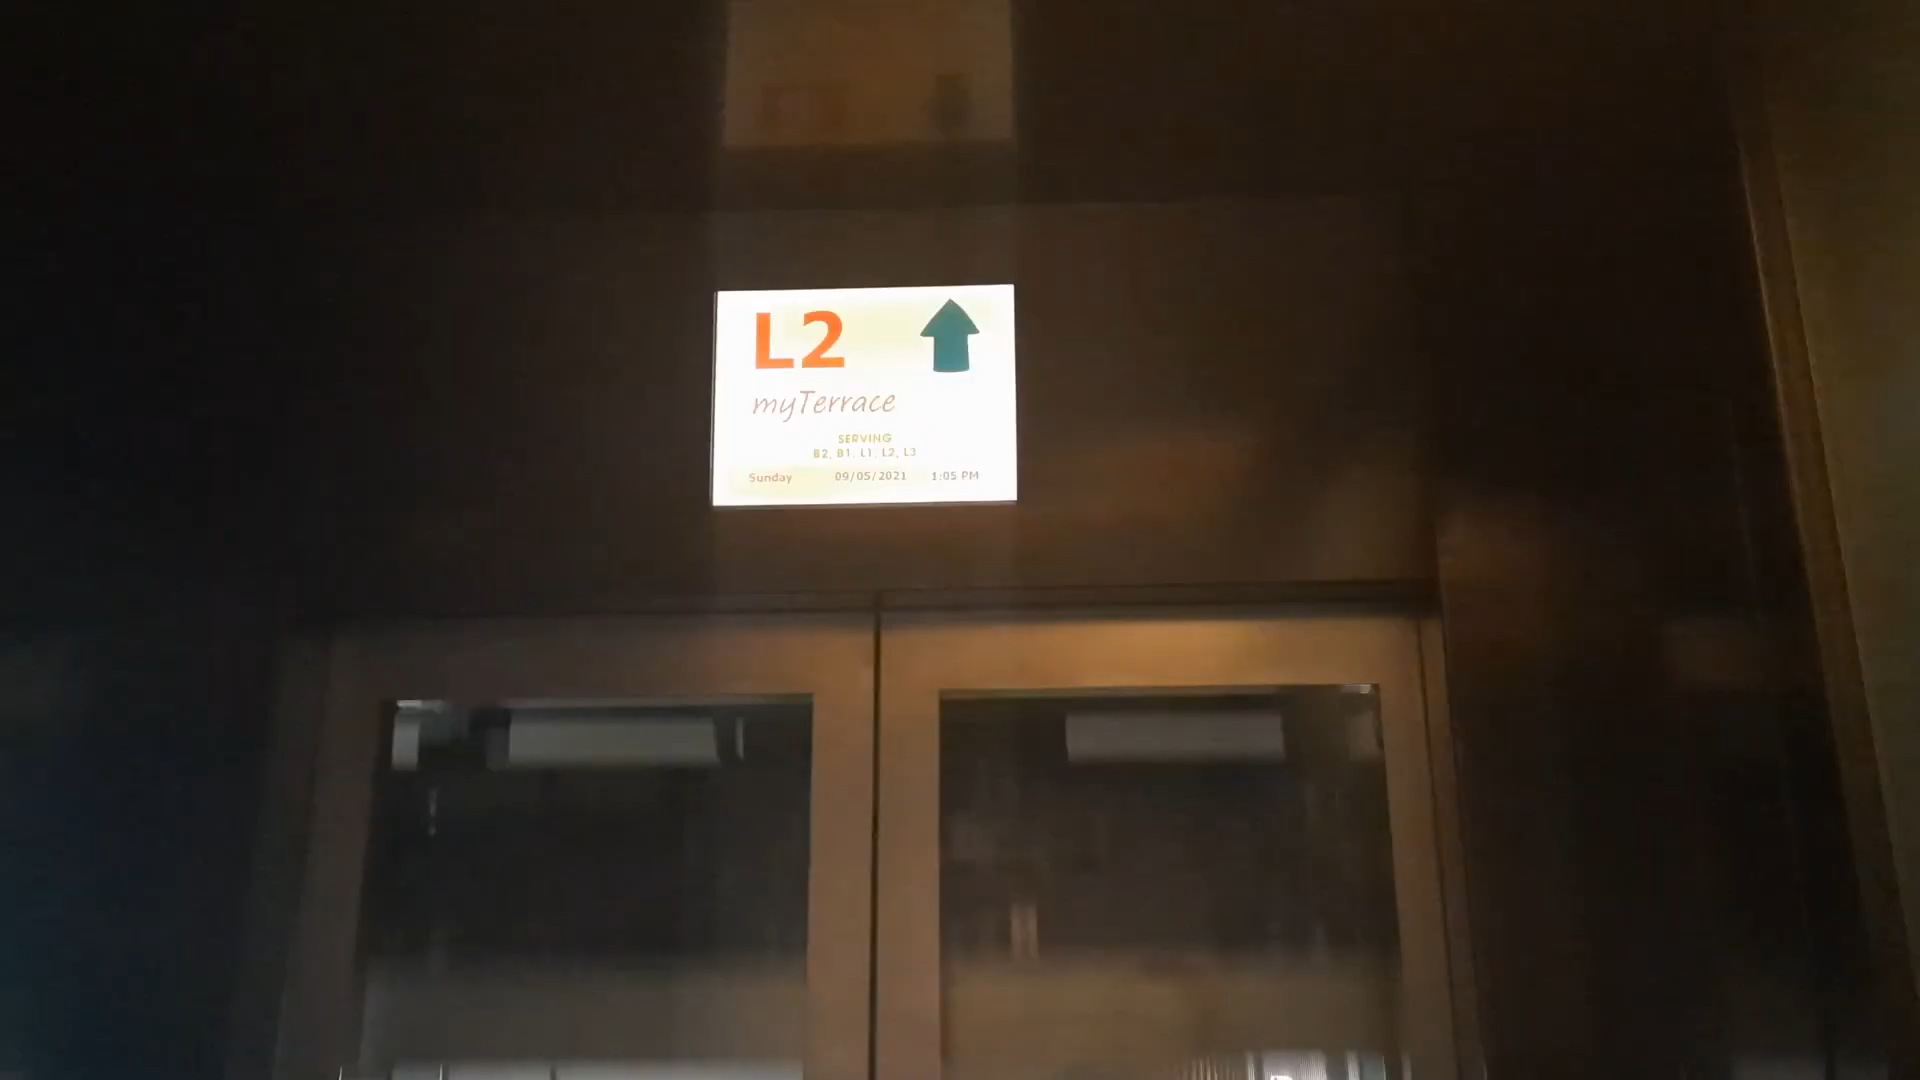 L2
myTerrace
SERVING
B2, B1, L1, L2, L3
Sunday 09/05/2021 1:05 PM